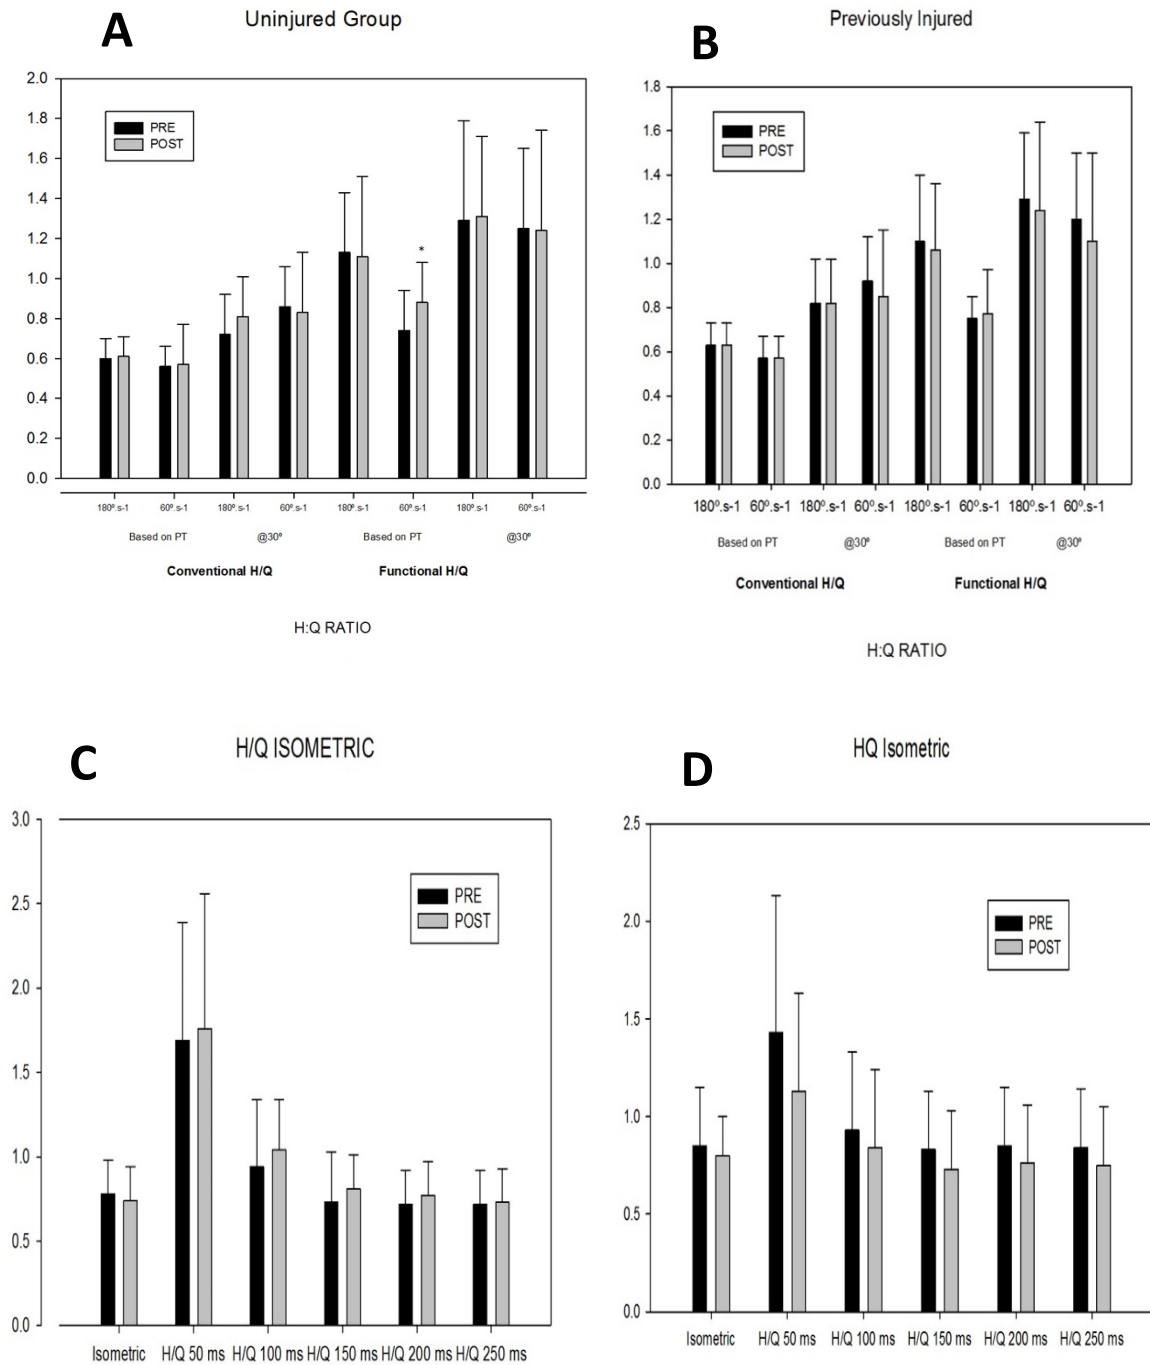 A
Uninjured Group
2.0
1.8
1.6
1.4
1.2
1.0
0.8
0.6
0.4
0.2
0.0
PRE
POST
*
180º.s-1 60º.s-1 180º.s-1 60º.s-1 180º.s-1 60º.s-1 180º.s-1 60º.s-1
Based on PT @30º Based on PT @30º
Conventional H/Q Functional H/Q
H:Q RATIO
B
Previously Injured
1.8
1.6
1.4
1.2
1.0
0.8
0.6
0.4
0.2
0.0
PRE
POST
180º.s-1 60º.s-1 180º.s-1 60º.s-1 180º.s-1 60º.s-1 180º.s-1 60º.s-1
Based on PT @30º Based on PT @30º
Conventional H/Q Functional H/Q
H:Q RATIO
C
H/Q ISOMETRIC
3.0
2.5
2.0
1.5
1.0
0.5
0.0
PRE
POST
Isometric H/Q 50 ms H/Q 100 ms H/Q 150 ms H/Q 200 ms H/Q 250 ms
D
HQ Isometric
2.5
2.0
1.5
1.0
0.5
0.0
PRE
POST
Isometric H/Q 50 ms H/Q 100 ms H/Q 150 ms H/Q 200 ms H/Q 250 ms